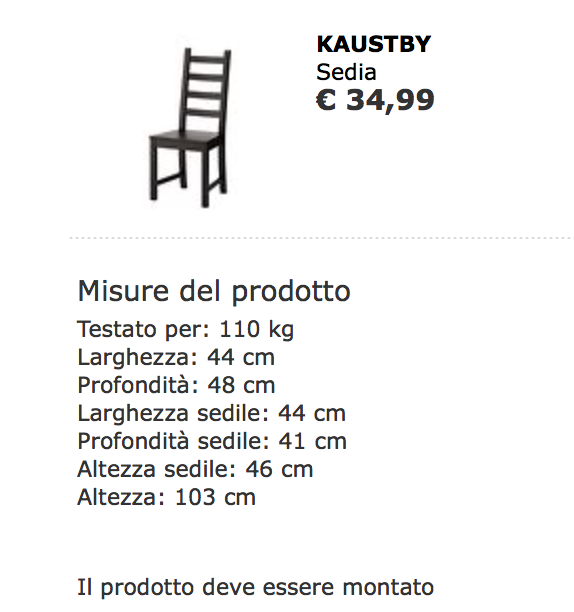 KAUSTBY
Sedia
€ 34,99
Misure del prodotto
Testato per: 110 kg
Larghezza: 44 cm
Profondità: 48 cm
Larghezza sedile: 44 cm
Profondità sedile: 41 cm
Altezza sedile: 46 cm
Altezza: 103 cm
Il prodotto deve essere montato